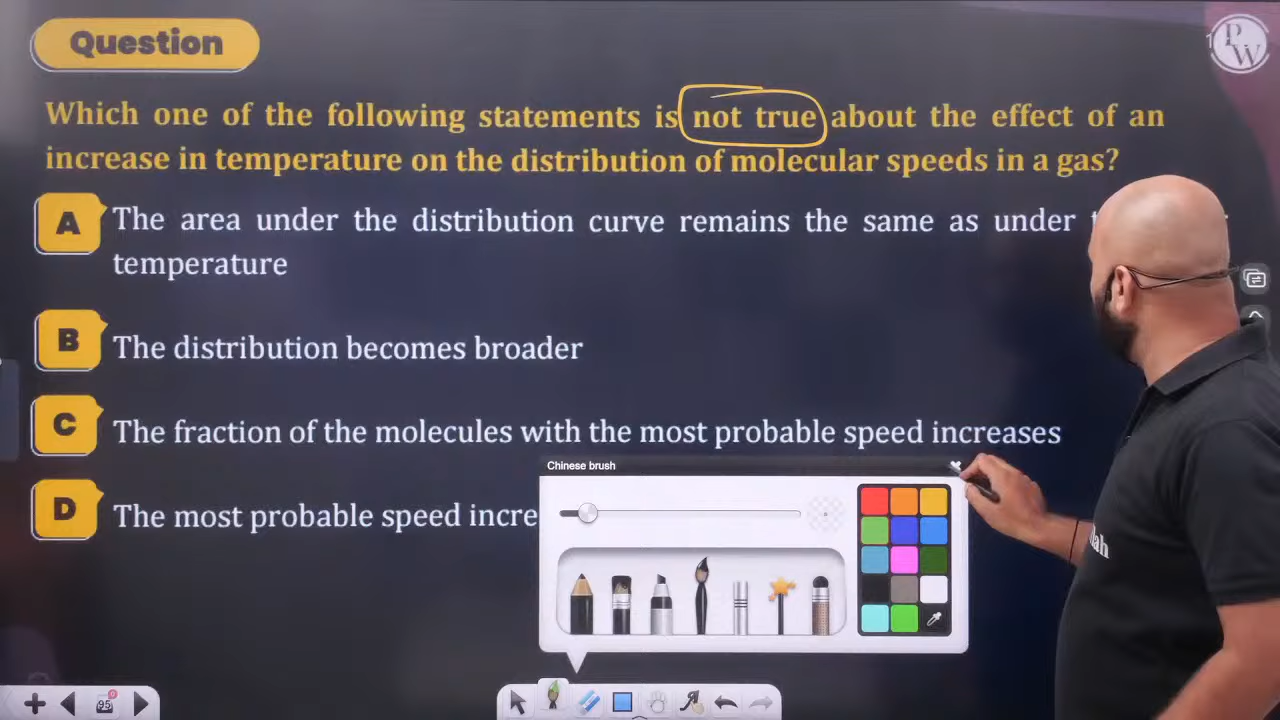 Question
PW
Which one of the following statements is not true about the effect of an
increase in temperature on the distribution of molecular speeds in a gas?
A
The area under the distribution curve remains the same as under
temperature
B
The distribution becomes broader
C
The fraction of the molecules with the most probable speed increases
D
The most probable speed incre
Chinese brush
lah
95